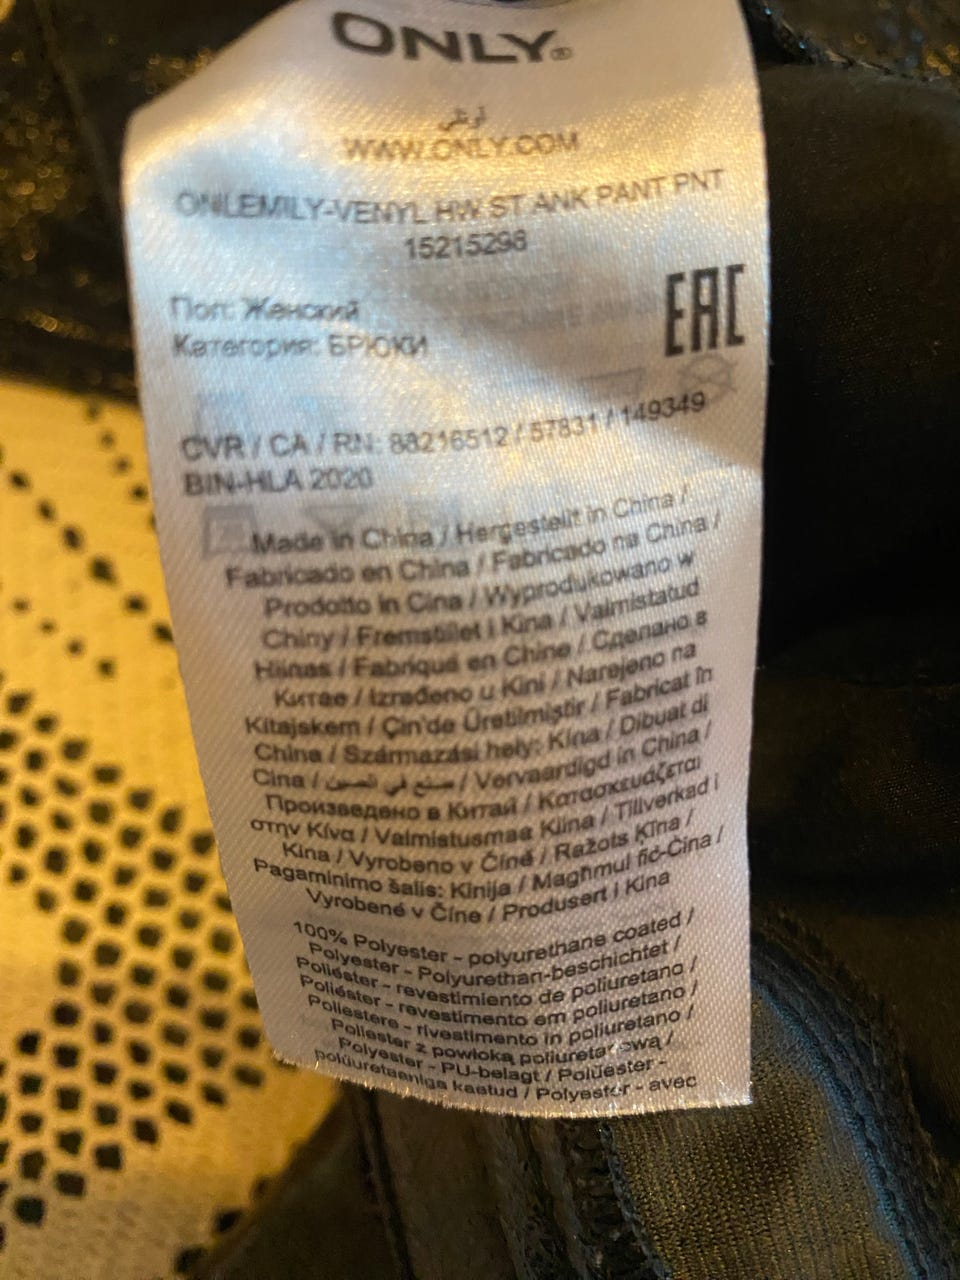 ONLY®
اونلي
WWW.ONLY.COM
ONLEMILY-VENYL HW ST ANK PANT PNT
15215298
Пол: Женский
Категория: БРЮКИ
EAC
CVR / CA / RN: 88216512 / 57831 / 149349
BIN-HLA 2020
Made in China / Hergestellt in China /
Fabricado en China / Fabricado na China /
Prodotto in Cina / Wyprodukowano w
Chiny / Fremstillet i Kina / Valmistatud
Hiinas / Fabriqué en Chine / Сделано в
Китае / Izrađeno u Kini / Narejeno na
Kitajskem / Çin'de Üretilmiştir / Fabricat în
China / Származási hely: Kína / Dibuat di
Cina / صنع في الصين / Vervaardigd in China /
Произведено в Китай / Κατασκευάζεται
στην Κίνα / Valmistusmaa Kiina / Tillverkad i
Kina / Vyrobeno v Číně / Ražots Ķīna /
Pagaminimo šalis: Kinija / Magħmul fiċ-Ċina /
Vyrobené v Číne / Produsert i Kina
100% Polyester - polyurethane coated /
Polyester - Polyurethan-beschichtet /
Poliéster - revestimiento de poliuretano /
Poliéster - revestimento em poliuretano /
Poliestere - rivestimento in poliuretano /
Poliester z powłoką poliuretanową /
Polyester - PU-belagt / Polüester -
polüuretaaniga kaetud / Polyester - avec